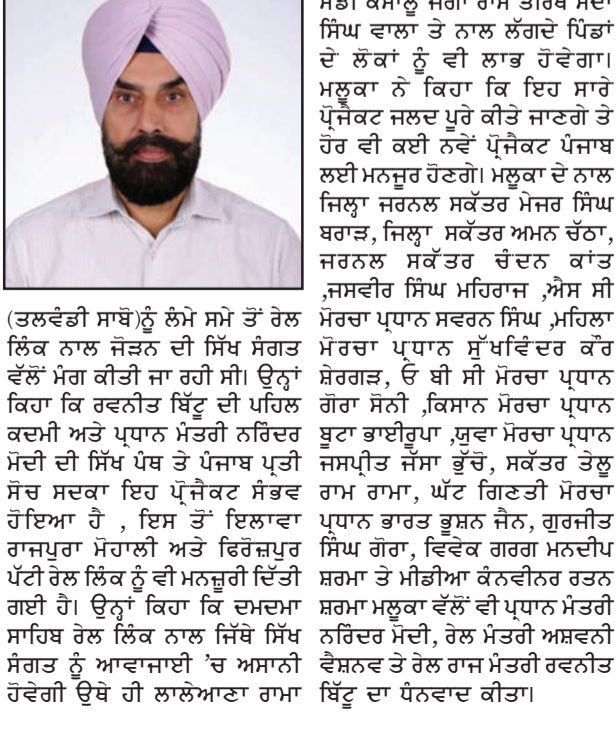 (ਤਲਵੰਡੀ ਸਾਬੋ)ਨੂੰ ਲੰਮੇ ਸਮੇ ਤੋਂ ਰੇਲ
ਲਿੰਕ ਨਾਲ ਜੋੜਨ ਦੀ ਸਿੱਖ ਸੰਗਤ
ਵੱਲੋਂ ਮੰਗ ਕੀਤੀ ਜਾ ਰਹੀ ਸੀ। ਉਨ੍ਹਾਂ
ਕਿਹਾ ਕਿ ਰਵਨੀਤ ਬਿੱਟੂ ਦੀ ਪਹਿਲ
ਕਦਮੀ ਅਤੇ ਪ੍ਰਧਾਨ ਮੰਤਰੀ ਨਰਿੰਦਰ
ਮੋਦੀ ਦੀ ਸਿੱਖ ਪੰਥ ਤੇ ਪੰਜਾਬ ਪ੍ਰਤੀ
ਸੋਚ ਸਦਕਾ ਇਹ ਪ੍ਰੋਜੈਕਟ ਸੰਭਵ
ਹੋਇਆ ਹੈ , ਇਸ ਤੋਂ ਇਲਾਵਾ
ਰਾਜਪੁਰਾ ਮੋਹਾਲੀ ਅਤੇ ਫਿਰੋਜ਼ਪੁਰ
ਪੱਟੀ ਰੇਲ ਲਿੰਕ ਨੂੰ ਵੀ ਮਨਜ਼ੂਰੀ ਦਿੱਤੀ
ਗਈ ਹੈ। ਉਨ੍ਹਾਂ ਕਿਹਾ ਕਿ ਦਮਦਮਾ
ਸਾਹਿਬ ਰੇਲ ਲਿੰਕ ਨਾਲ ਜਿੱਥੇ ਸਿੱਖ
ਸੰਗਤ ਨੂੰ ਆਵਾਜਾਈ ’ਚ ਅਸਾਨੀ
ਹੋਵੇਗੀ ਉਥੇ ਹੀ ਲਾਲੇਆਣਾ ਰਾਮਾ
ਸਿੰਘ ਵਾਲਾ ਤੇ ਨਾਲ ਲੱਗਦੇ ਪਿੰਡਾਂ
ਦੇ ਲੋਕਾਂ ਨੂੰ ਵੀ ਲਾਭ ਹੋਵੇਗਾ।
ਮਲੂਕਾ ਨੇ ਕਿਹਾ ਕਿ ਇਹ ਸਾਰੇ
ਪ੍ਰੋਜੈਕਟ ਜਲਦ ਪੂਰੇ ਕੀਤੇ ਜਾਣਗੇ ਤੇ
ਹੋਰ ਵੀ ਕਈ ਨਵੇਂ ਪ੍ਰੋਜੈਕਟ ਪੰਜਾਬ
ਲਈ ਮਨਜੂਰ ਹੋਣਗੇ। ਮਲੂਕਾ ਦੇ ਨਾਲ
ਜਿਲ੍ਹਾ ਜਰਨਲ ਸਕੱਤਰ ਮੇਜਰ ਸਿੰਘ
ਬਰਾੜ, ਜਿਲ੍ਹਾ ਸਕੱਤਰ ਅਮਨ ਚੱਠਾ,
ਜਰਨਲ ਸਕੱਤਰ ਚੰਦਨ ਕਾਂਤ
,ਜਸਵੀਰ ਸਿੰਘ ਮਹਿਰਾਜ ,ਐਸ ਸੀ
ਮੋਰਚਾ ਪ੍ਰਧਾਨ ਸਵਰਨ ਸਿੰਘ ,ਮਹਿਲਾ
ਮੋਰਚਾ ਪ੍ਰਧਾਨ ਸੁੱਖਵਿੰਦਰ ਕੌਰ
ਸ਼ੇਰਗੜ, ਓ ਬੀ ਸੀ ਮੋਰਚਾ ਪ੍ਰਧਾਨ
ਗੋਰਾ ਸੋਨੀ ,ਕਿਸਾਨ ਮੋਰਚਾ ਪ੍ਰਧਾਨ
ਬੂਟਾ ਭਾਈਰੂਪਾ ,ਯੁਵਾ ਮੋਰਚਾ ਪ੍ਰਧਾਨ
ਜਸਪ੍ਰੀਤ ਜੱਸਾ ਭੁੱਚੋ, ਸਕੱਤਰ ਤੇਲੂ
ਰਾਮ ਰਾਮਾ, ਘੱਟ ਗਿਣਤੀ ਮੋਰਚਾ
ਪ੍ਰਧਾਨ ਭਾਰਤ ਭੂਸ਼ਨ ਜੈਨ, ਗੁਰਜੀਤ
ਸਿੰਘ ਗੋਰਾ, ਵਿਵੇਕ ਗਰਗ ਮਨਦੀਪ
ਸ਼ਰਮਾ ਤੇ ਮੀਡੀਆ ਕੰਨਵੀਨਰ ਰਤਨ
ਸ਼ਰਮਾ ਮਲੂਕਾ ਵੱਲੋਂ ਵੀ ਪ੍ਰਧਾਨ ਮੰਤਰੀ
ਨਰਿੰਦਰ ਮੋਦੀ, ਰੇਲ ਮੰਤਰੀ ਅਸ਼ਵਨੀ
ਵੈਸ਼ਨਵ ਤੇ ਰੇਲ ਰਾਜ ਮੰਤਰੀ ਰਵਨੀਤ
ਬਿੱਟੂ ਦਾ ਧੰਨਵਾਦ ਕੀਤਾ।